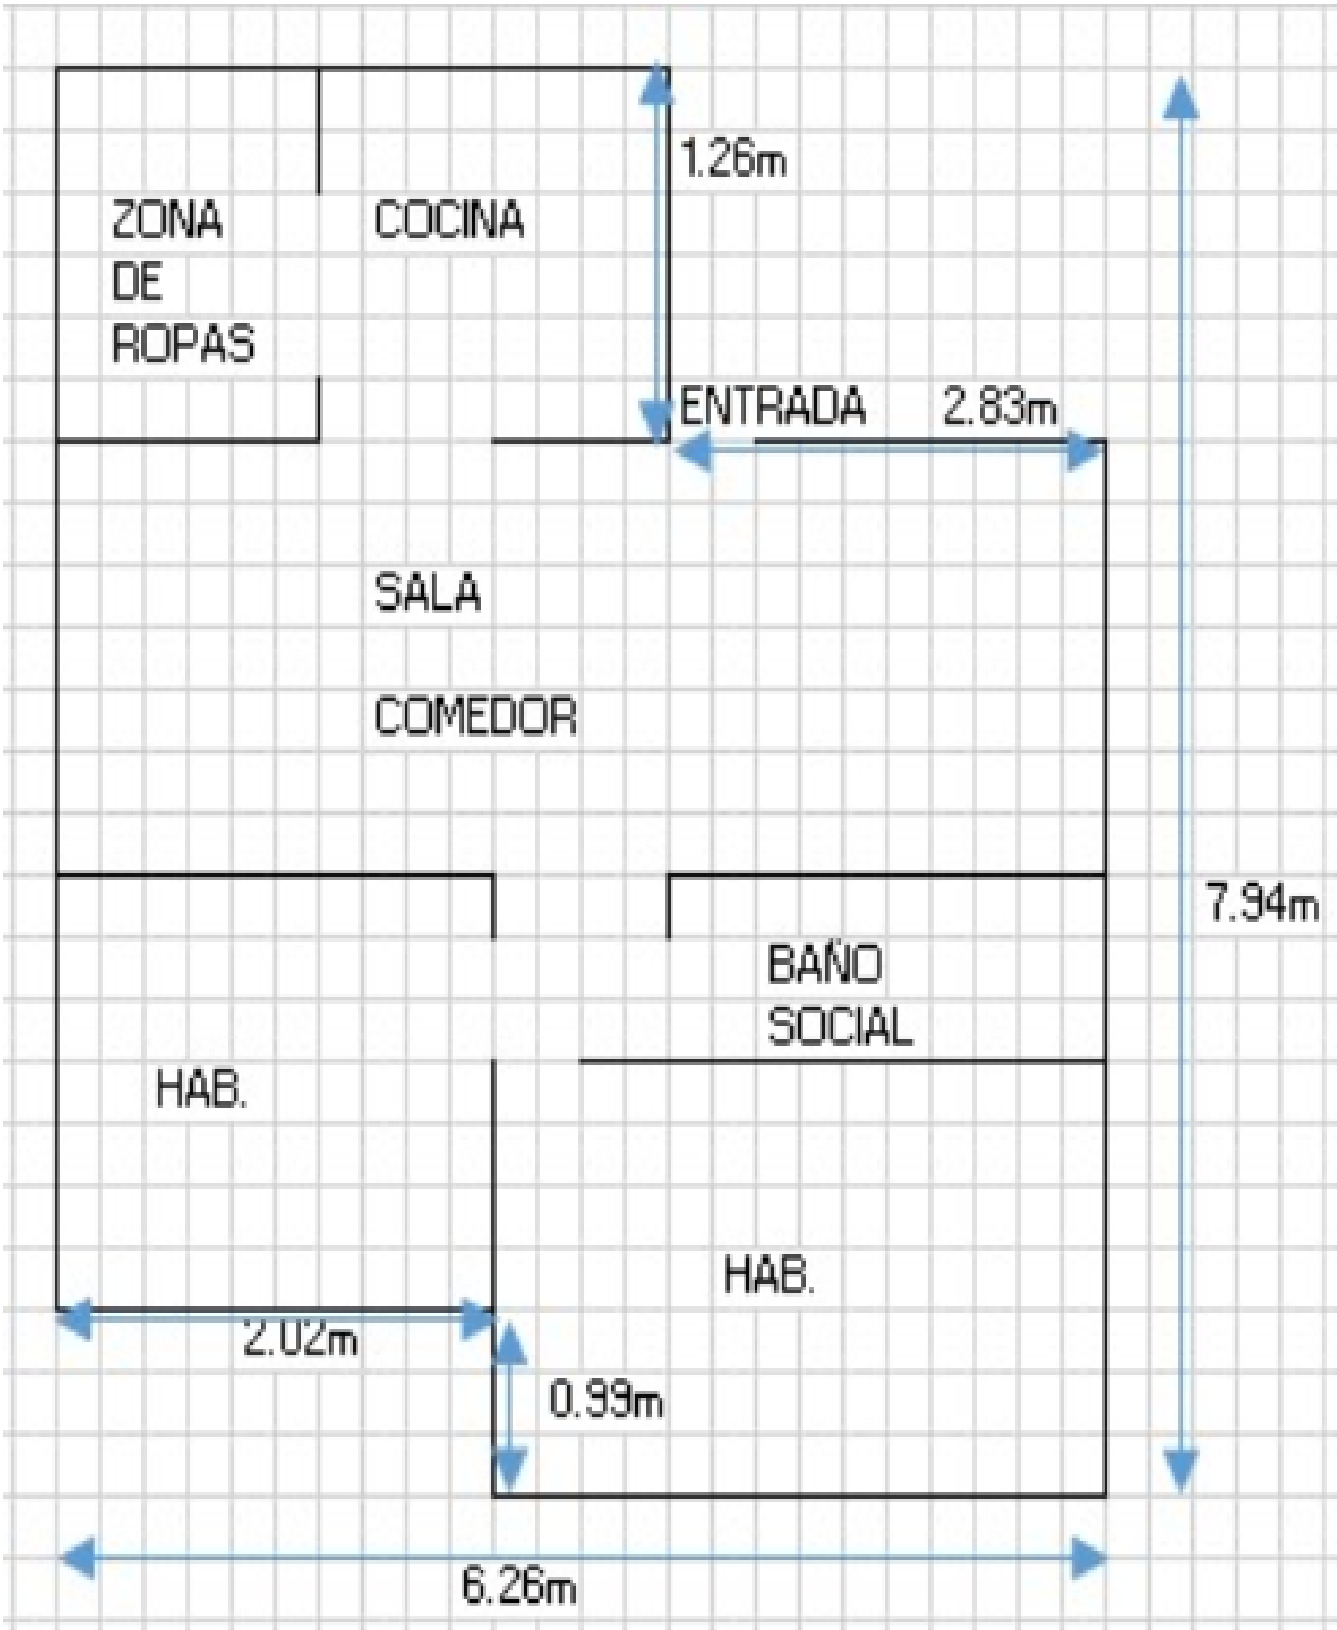 1.26m
ZONA
DE
ROPAS
COCINA
ENTRADA
2.83m
SALA
COMEDOR
7.94m
BAÑO
SOCIAL
HAB.
HAB.
2.02m
0.99m
6.26m